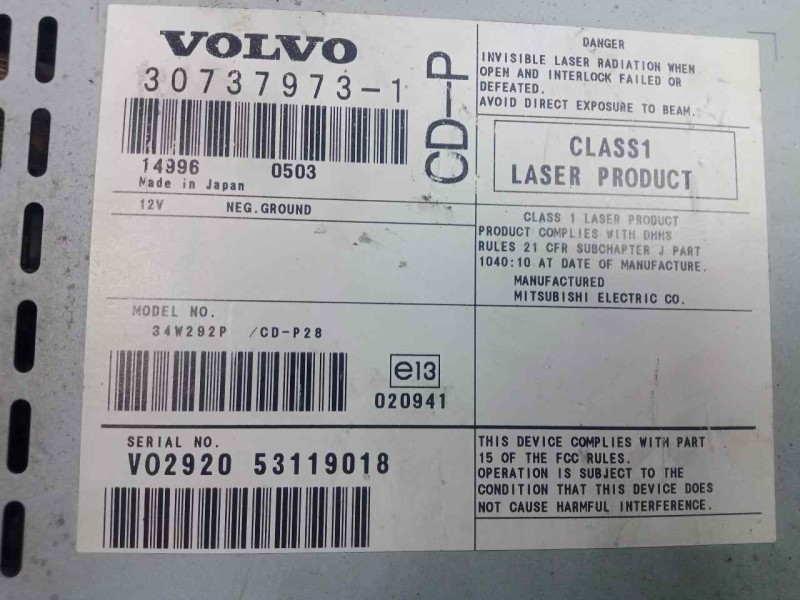 VOLVO
30737973-1
CD-P
14996 0503
Made in Japan
12V NEG.GROUND
MODEL NO.
34W292P /CD-P28
e13
020941
SERIAL NO.
VO2920 53119018
DANGER
INVISIBLE LASER RADIATION WHEN
OPEN AND INTERLOCK FAILED OR
DEFEATED.
AVOID DIRECT EXPOSURE TO BEAM.
CLASS1
LASER PRODUCT
CLASS 1 LASER PRODUCT
PRODUCT COMPLIES WITH DHHS
RULES 21 CFR SUBCHAPTER J PART
1040:10 AT DATE OF MANUFACTURE.
MANUFACTURED
MITSUBISHI ELECTRIC CO.
THIS DEVICE COMPLIES WITH PART
15 OF THE FCC RULES.
OPERATION IS SUBJECT TO THE
CONDITION THAT THIS DEVICE DOES
NOT CAUSE HARMFUL INTERFERENCE.